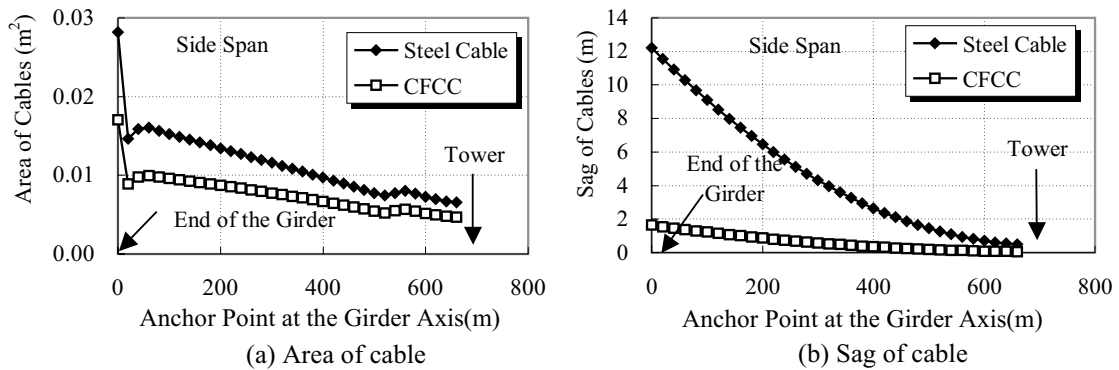 0.03
0.02
0.01
0.00
Area of Cables (m²)
Side Span
Steel Cable
CFCC
Tower
End of the Girder
0 200 400 600 800
Anchor Point at the Girder Axis(m)
(a) Area of cable
14
12
10
8
6
4
2
0
Sag of Cables (m)
Side Span
Steel Cable
CFCC
Tower
End of the
Girder
0 200 400 600 800
Anchor Point at the Girder Axis(m)
(b) Sag of cable